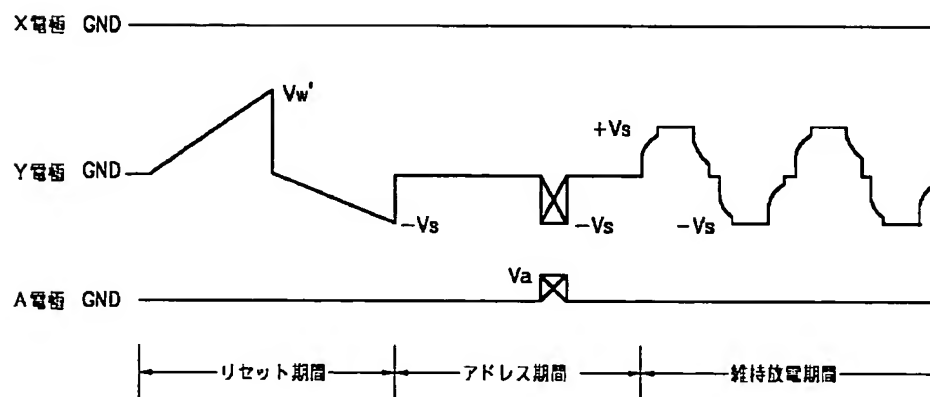 X電極 GND
Vw'
+Vs
Y電極 GND
-Vs
-Vs
-Vs
Va
A電極 GND
リセット期間
アドレス期間
維持放電期間